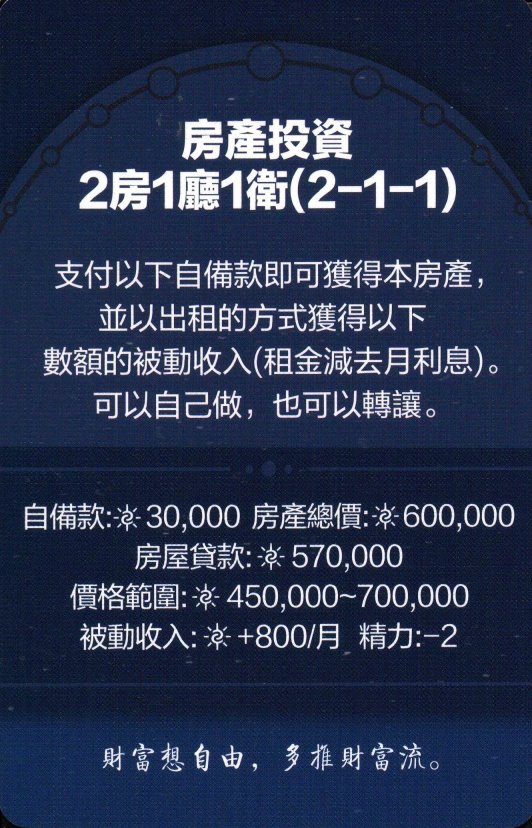 房產投資
2房1廳1衛(2-1-1)
支付以下自備款即可獲得本房產，
並以出租的方式獲得以下
數額的被動收入(租金減去月利息)。
可以自己做，也可以轉讓。
自備款:30,000 房產總價:600,000
房屋貸款:570,000
價格範圍:450,000~700,000
被動收入:+800/月 精力:-2
財富想自由，多推財富流。